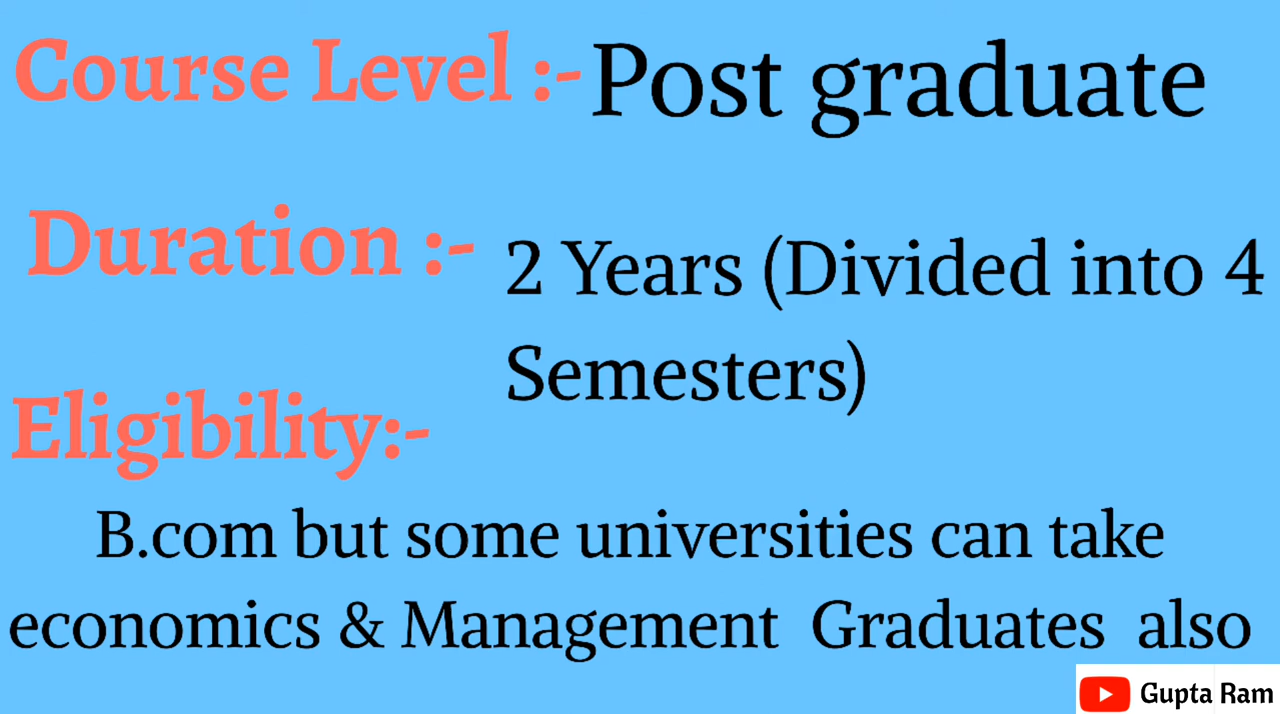 Course Level :- Post graduate
Duration :- 2 Years (Divided into 4
Semesters)
Eligibility:-
B.com but some universities can take
economics & Management Graduates also
Gupta Ram